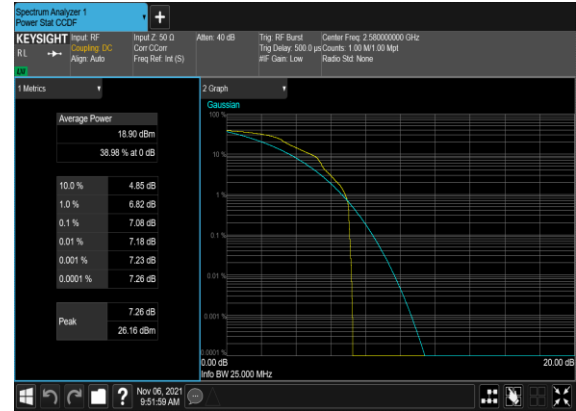 Spectrum Analyzer 1
Power Stat CCDF
+
KEYSIGHT Input: RF Input Z: 50 Ω Atten: 40 dB Trig: RF Burst Center Freq: 2.580000000 GHz
RL Coupling: DC Corr CCorr Trig Delay: 500.0 µs Counts: 1.00 M/1.00 Mpt
Align: Auto Freq Ref: Int (S) #IF Gain: Low Radio Std: None
LNI
1 Metrics
2 Graph
Gaussian
Average Power
18.90 dBm
38.98 % at 0 dB
10.0 % 4.85 dB
1.0 % 6.82 dB
0.1 % 7.08 dB
0.01 % 7.18 dB
0.001 % 7.23 dB
0.0001 % 7.26 dB
Peak
7.26 dB
26.16 dBm
100 %
10 %
1 %
0.1 %
0.01 %
0.001 %
0.0001 %
0.00 dB 20.00 dB
Info BW 25.000 MHz
?
Nov 06, 2021
9:51:59 AM